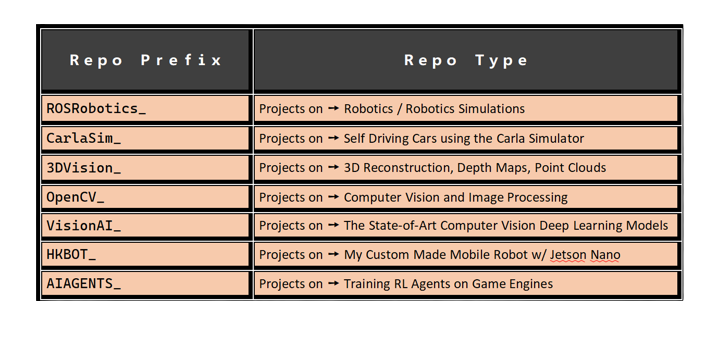 Repo Prefix Repo Type
ROSRobotics_ Projects on → Robotics / Robotics Simulations
CarlaSim_ Projects on → Self Driving Cars using the Carla Simulator
3DVision_ Projects on → 3D Reconstruction, Depth Maps, Point Clouds
OpenCV_ Projects on → Computer Vision and Image Processing
VisionAI_ Projects on → The State-of-Art Computer Vision Deep Learning Models
HKBOT_ Projects on → My Custom Made Mobile Robot w/ Jetson Nano
AIAGENTS_ Projects on → Training RL Agents on Game Engines